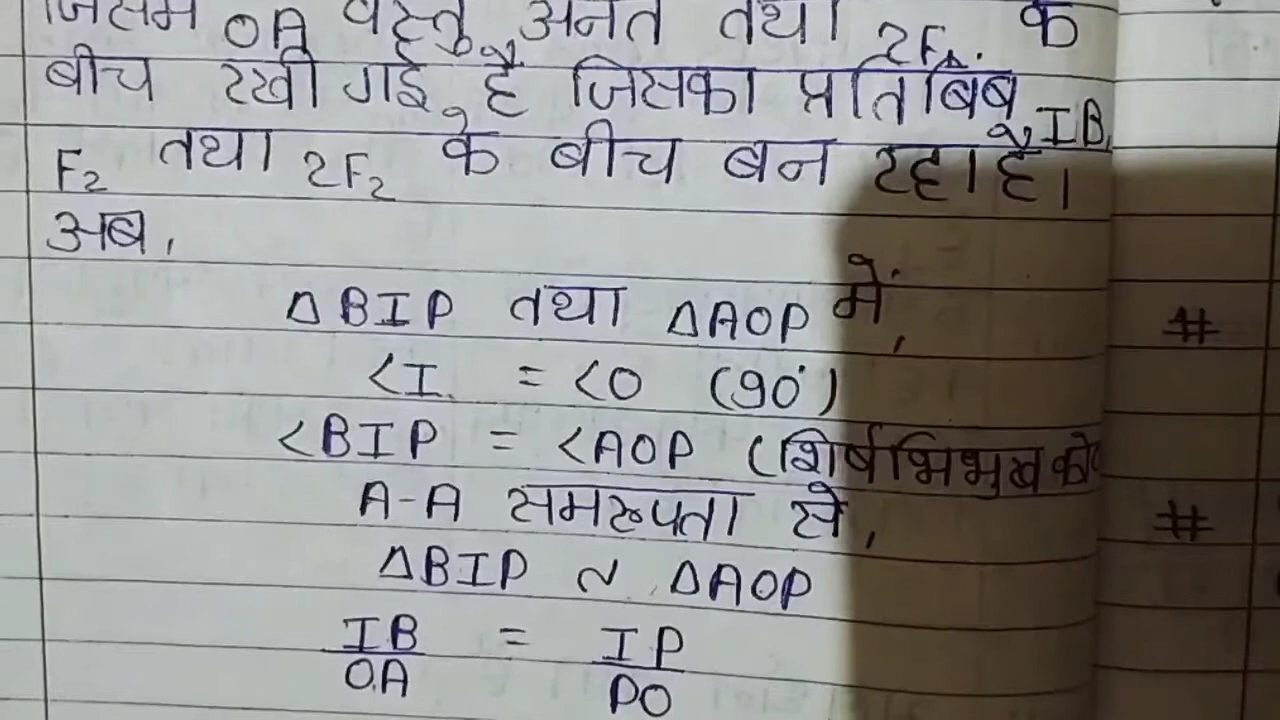 जिसमें OA वस्तु अनंत तथा 2F₁. के
बीच रखी गई है जिसका प्रतिबिंब IB,
F₂ तथा 2F₂ के बीच बन रहा है।
अब,
ΔBIP तथा ΔAOP में,
<I = <O (90°)
<BIP = <AOP (शिर्षभिमुख
A-A समरूपता से,
ΔBIP ~ ΔAOP
IB/OA = IP/PO
#
#